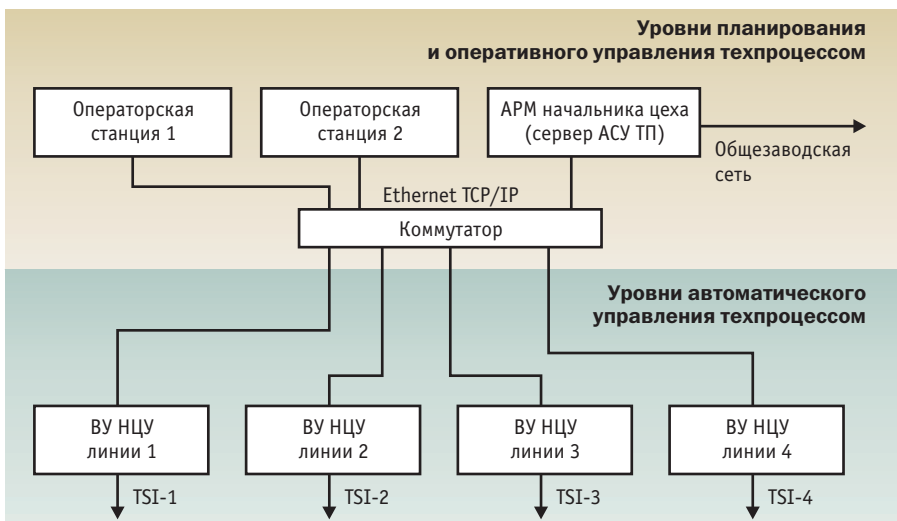 Уровни планирования
и оперативного управления техпроцессом
Операторская
станция 1
Операторская
станция 2
АРМ начальника цеха
(сервер АСУ ТП)
Общезаводская
сеть
Ethernet TCP/IP
Коммутатор
Уровни автоматического
управления техпроцессом
ВУ НЦУ
линии 1
ВУ НЦУ
линии 2
ВУ НЦУ
линии 3
ВУ НЦУ
линии 4
TSI-1
TSI-2
TSI-3
TSI-4